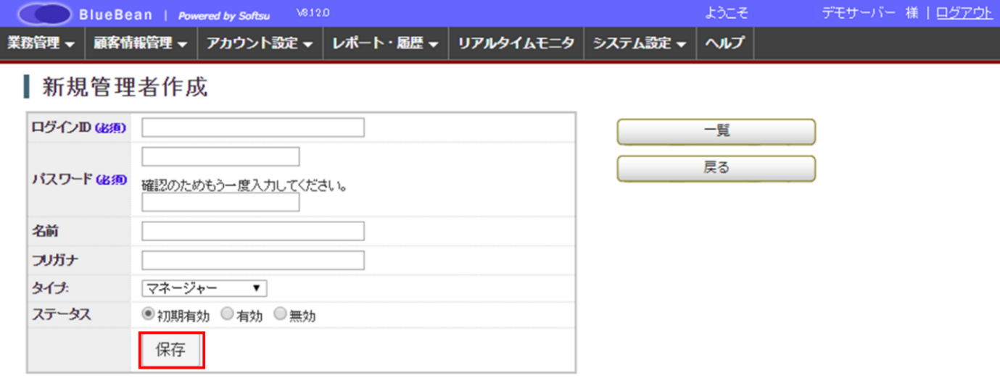 BlueBean | Powered by Softsu V8.12.0 ようこそ デモサーバー 様 | ログアウト
業務管理 ▼ 顧客情報管理 ▼ アカウント設定 ▼ レポート・履歴 ▼ リアルタイムモニタ システム設定 ▼ ヘルプ
新規管理者作成
ログインID (必須)
一覧
戻る
パスワード (必須)
確認のためもう一度入力してください。
名前
フリガナ
タイプ:
マネージャー ▼
ステータス
初期有効 有効 無効
保存